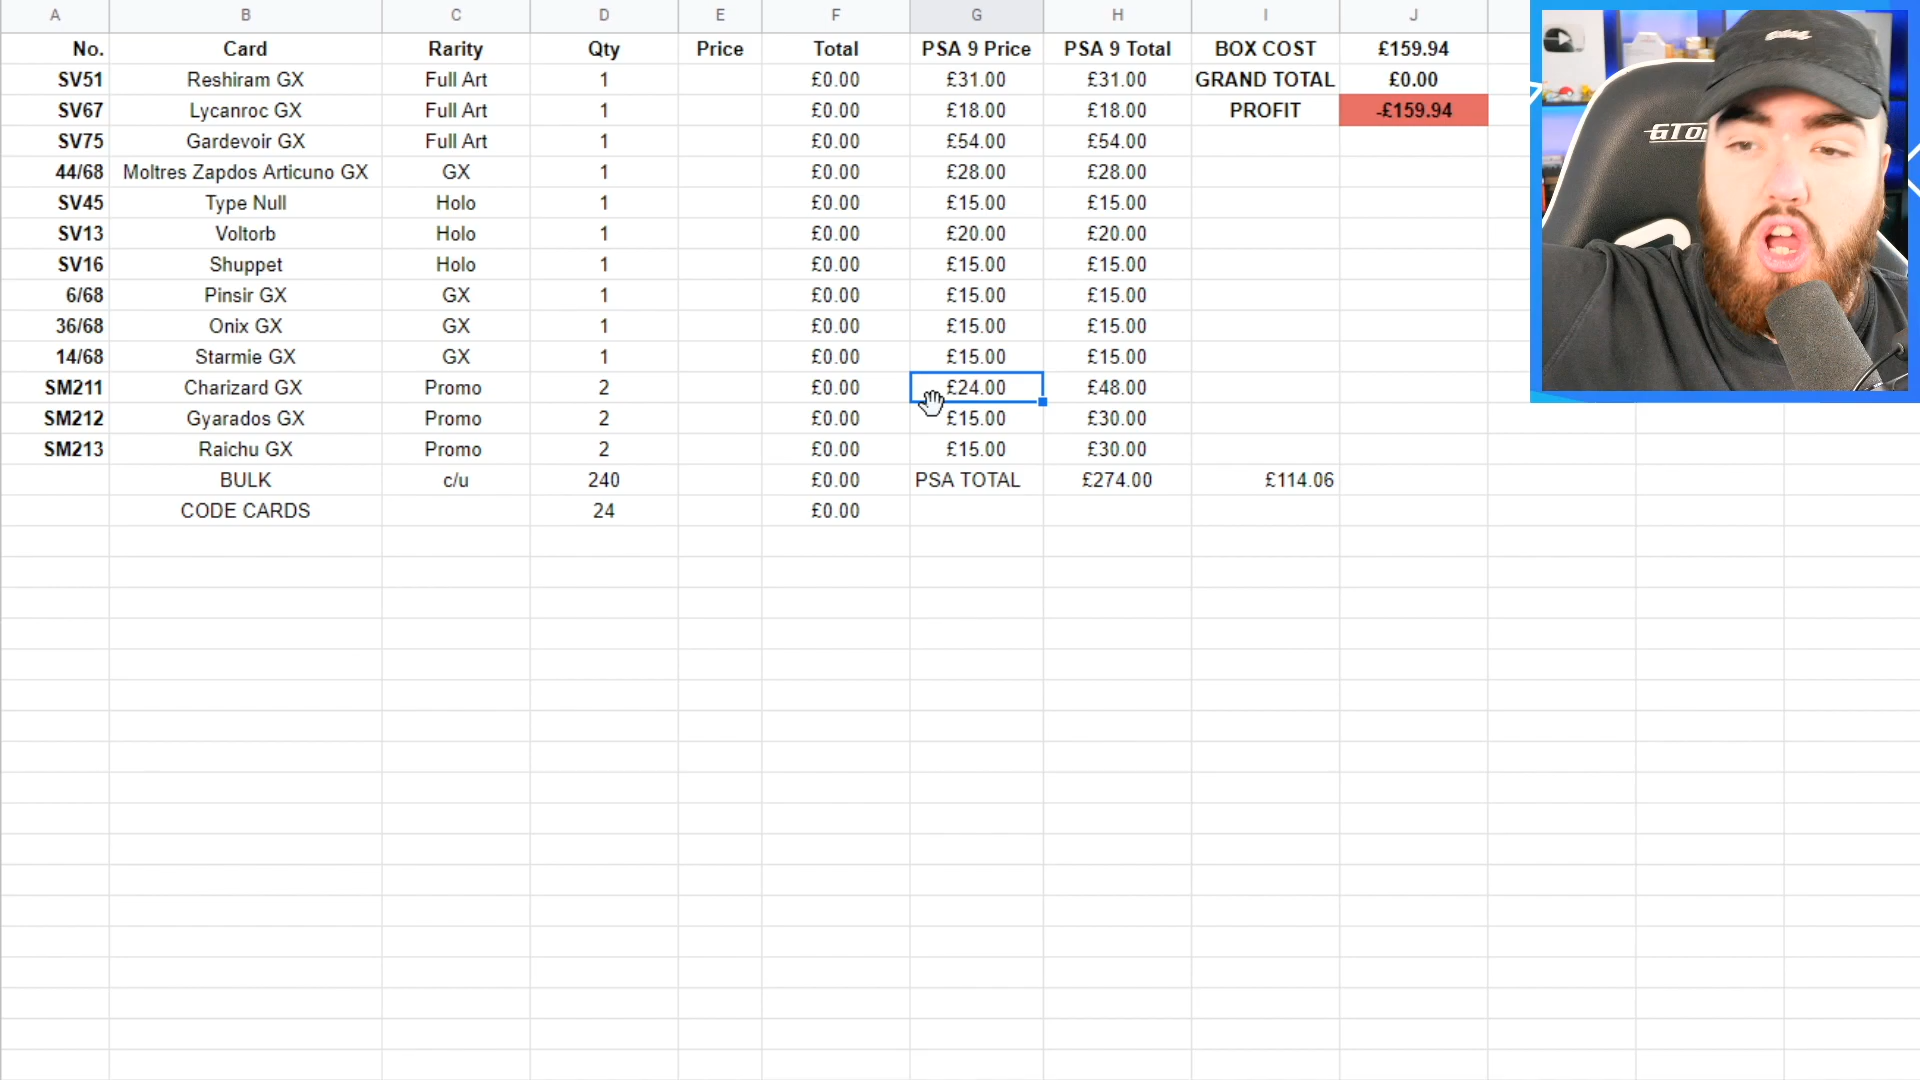 A B C D E F G H I J
No. Card Rarity Qty Price Total PSA 9 Price PSA 9 Total BOX COST £159.94
SV51 Reshiram GX Full Art 1 £0.00 £31.00 £31.00 GRAND TOTAL £0.00
SV67 Lycanroc GX Full Art 1 £0.00 £18.00 £18.00 PROFIT -£159.94
SV75 Gardevoir GX Full Art 1 £0.00 £54.00 £54.00
44/68 Moltres Zapdos Articuno GX GX 1 £0.00 £28.00 £28.00
SV45 Type Null Holo 1 £0.00 £15.00 £15.00
SV13 Voltorb Holo 1 £0.00 £20.00 £20.00
SV16 Shuppet Holo 1 £0.00 £15.00 £15.00
6/68 Pinsir GX GX 1 £0.00 £15.00 £15.00
36/68 Onix GX GX 1 £0.00 £15.00 £15.00
14/68 Starmie GX GX 1 £0.00 £15.00 £15.00
SM211 Charizard GX Promo 2 £0.00 £24.00 £48.00
SM212 Gyarados GX Promo 2 £0.00 £15.00 £30.00
SM213 Raichu GX Promo 2 £0.00 £15.00 £30.00
BULK c/u 240 £0.00 PSA TOTAL £274.00 £114.06
CODE CARDS 24 £0.00